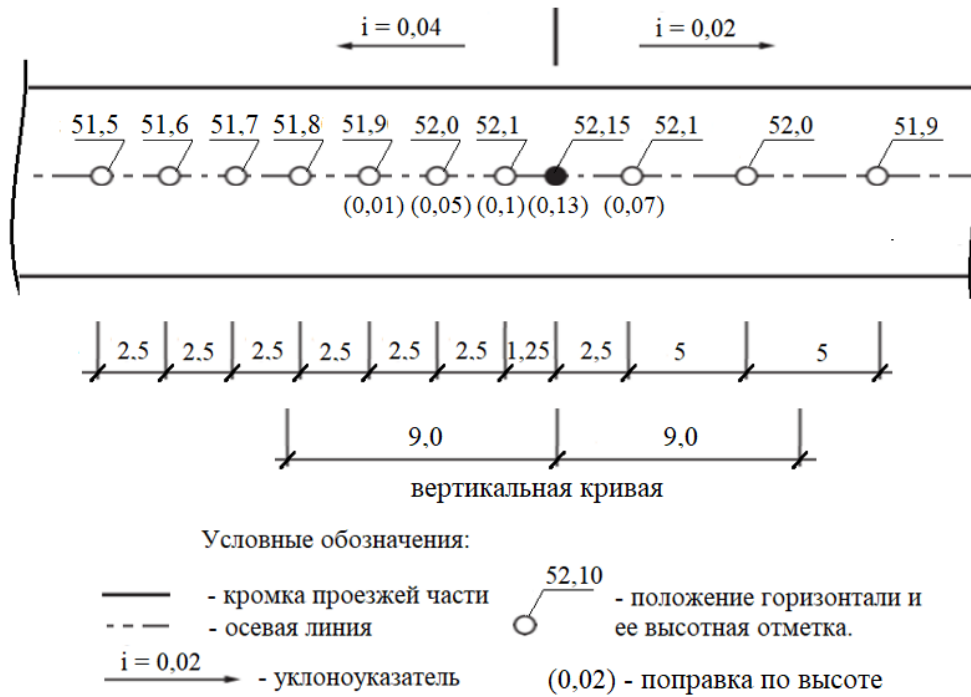 i = 0,04 i = 0,02
51,5 51,6 51,7 51,8 51,9 52,0 52,1 52,15 52,1 52,0 51,9
(0,01) (0,05) (0,1) (0,13) (0,07)
2,5 2,5 2,5 2,5 2,5 2,5 1,25 2,5 5 5
9,0 9,0
вертикальная кривая
Условные обозначения:
- кромка проезжей части
- осевая линия
i = 0,02
- уклоноуказатель
52,10
- положение горизонтали и
ее высотная отметка.
(0,02) - поправка по высоте